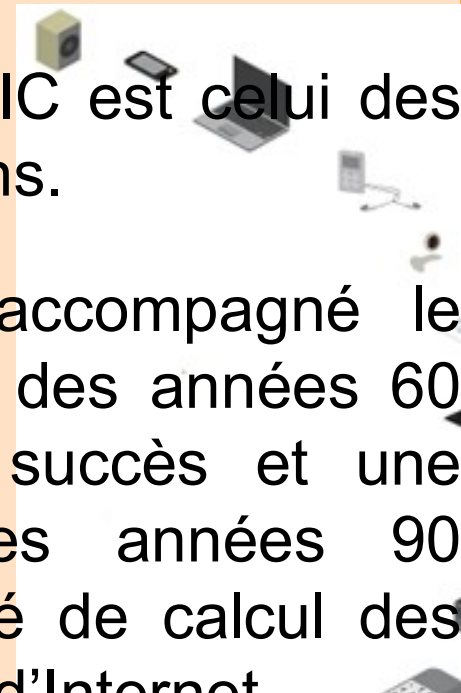 IC est celui des
ns.
accompagné le
des années 60
succès et une
es années 90
é de calcul des
d'Internet